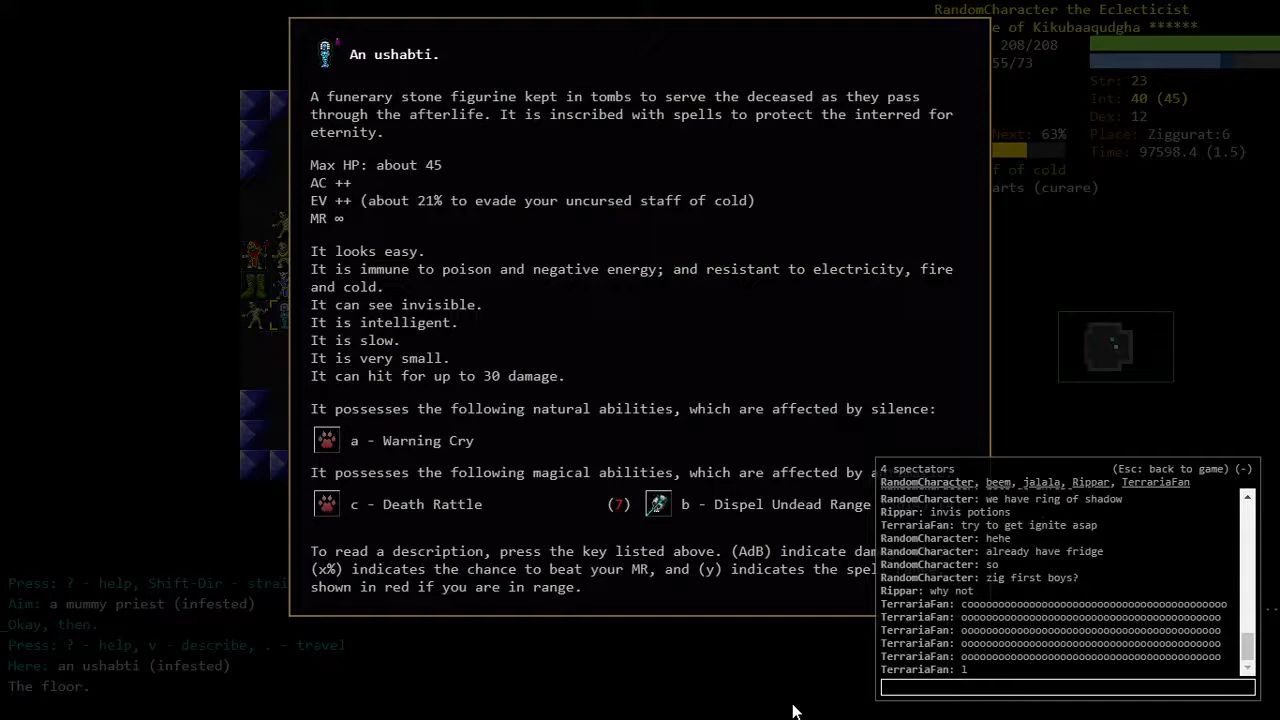 RandomCharacter the Eclecticist
e of Kikubaaqudgha ******
208/208
55/73
Str: 23
Int: 40 (45)
Dex: 12
Next: 63% Place: Ziggurat:6
Time: 97598.4 (1.5)
f of cold
arts (curare)
An ushabti.
A funerary stone figurine kept in tombs to serve the deceased as they pass
through the afterlife. It is inscribed with spells to protect the interred for
eternity.
Max HP: about 45
AC ++
EV ++ (about 21% to evade your uncursed staff of cold)
MR ∞
It looks easy.
It is immune to poison and negative energy; and resistant to electricity, fire
and cold.
It can see invisible.
It is intelligent.
It is slow.
It is very small.
It can hit for up to 30 damage.
It possesses the following natural abilities, which are affected by silence:
a - Warning Cry
It possesses the following magical abilities, which are affected by a
c - Death Rattle (7) b - Dispel Undead Range
To read a description, press the key listed above. (AdB) indicate dam
(x%) indicates the chance to beat your MR, and (y) indicates the spel
shown in red if you are in range.
Press: ? - help, Shift-Dir - strai
Aim: a mummy priest (infested)
_Okay, then.
Press: ? - help, v - describe, . - travel
Here: an ushabti (infested)
The floor.
4 spectators (Esc: back to game) (-)
RandomCharacter, beem, jalala, Rippar, TerrariaFan
RandomCharacter: we have ring of shadow
Rippar: invis potions
TerrariaFan: try to get ignite asap
RandomCharacter: hehe
RandomCharacter: already have fridge
RandomCharacter: so
RandomCharacter: zig first boys?
Rippar: why not
TerrariaFan: cooooooooooooooooooooooooooooooooooooooooo
TerrariaFan: ooooooooooooooooooooooooooooooooooooooooo
TerrariaFan: ooooooooooooooooooooooooooooooooooooooooo
TerrariaFan: ooooooooooooooooooooooooooooooooooooooooo
TerrariaFan: ooooooooooooooooooooooooooooooooooooooooo
TerrariaFan: l